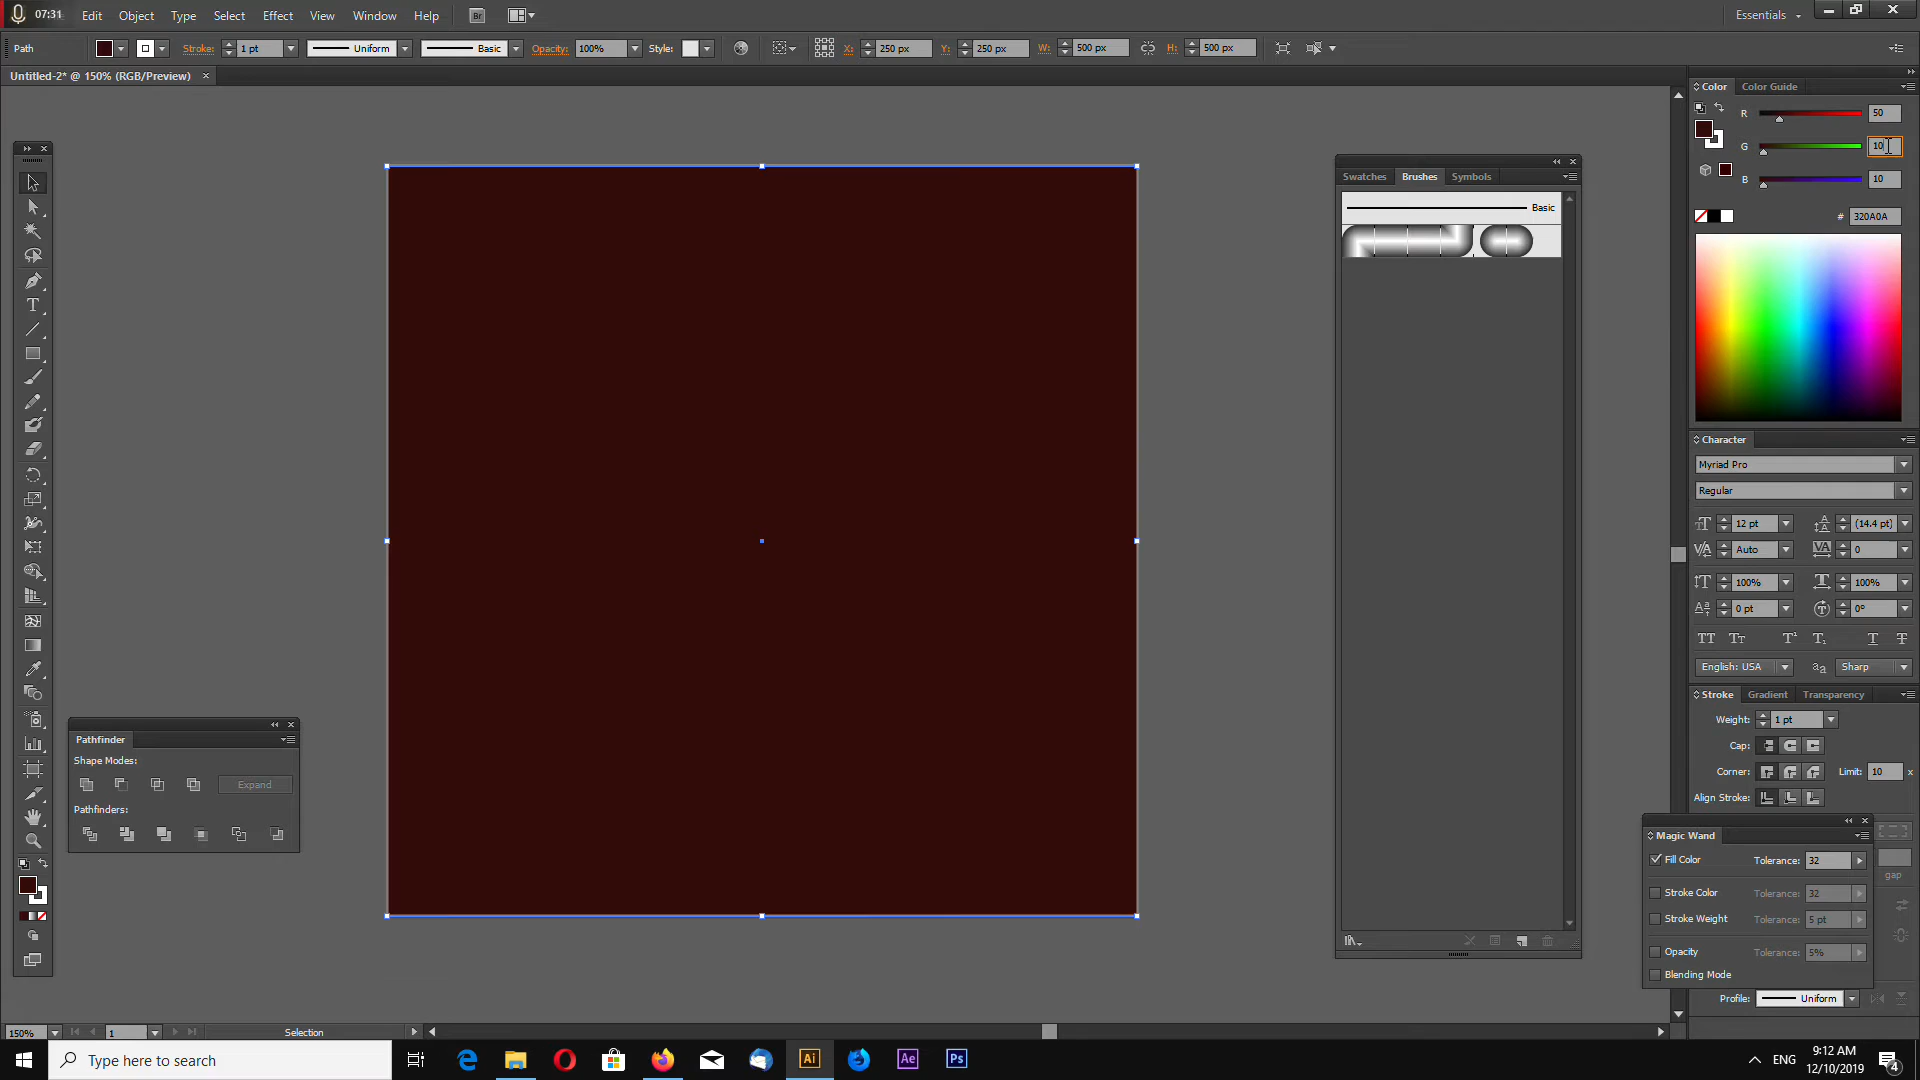 07:31 Edit Object Type Select Effect View Window Help Br Essentials
Path Stroke: 1 pt Uniform Basic Opacity: 100% Style: X: 250 px Y: 250 px W: 500 px H: 500 px
Untitled-2* @ 150% (RGB/Preview)
Color Color Guide
R 50
G 10
B 10
# 320A0A
Swatches Brushes Symbols
Basic
Character
Myriad Pro
Regular
12 pt (14.4 pt)
Auto 0
100% 100%
0 pt 0°
English: USA Sharp
Stroke Gradient Transparency
Weight: 1 pt
Cap:
Corner: Limit: 10 x
Align Stroke:
Pathfinder
Shape Modes:
Expand
Pathfinders:
Magic Wand
Fill Color Tolerance: 32
gap
Stroke Color Tolerance: 32
Stroke Weight Tolerance: 5 pt
Opacity Tolerance: 5%
Blending Mode
Profile: Uniform
150% 1 Selection
Type here to search
Ai Ae Ps
ENG
9:12 AM
12/10/2019
4